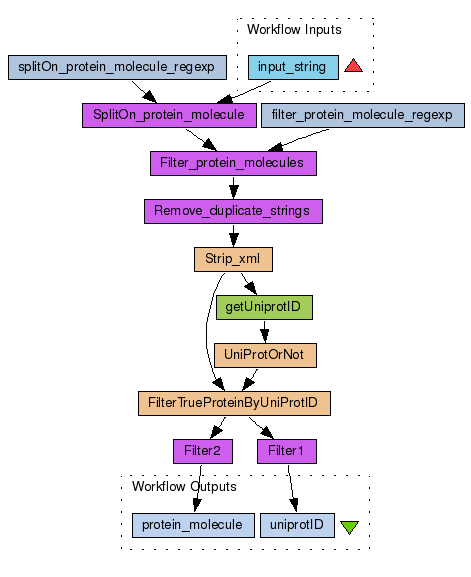 Workflow Inputs
splitOn_protein_molecule_regexp
input_string
SplitOn_protein_molecule
filter_protein_molecule_regexp
Filter_protein_molecules
Remove_duplicate_strings
Strip_xml
getUniprotID
UniProtOrNot
FilterTrueProteinByUniProtID
Filter2
Filter1
Workflow Outputs
protein_molecule
uniprotID